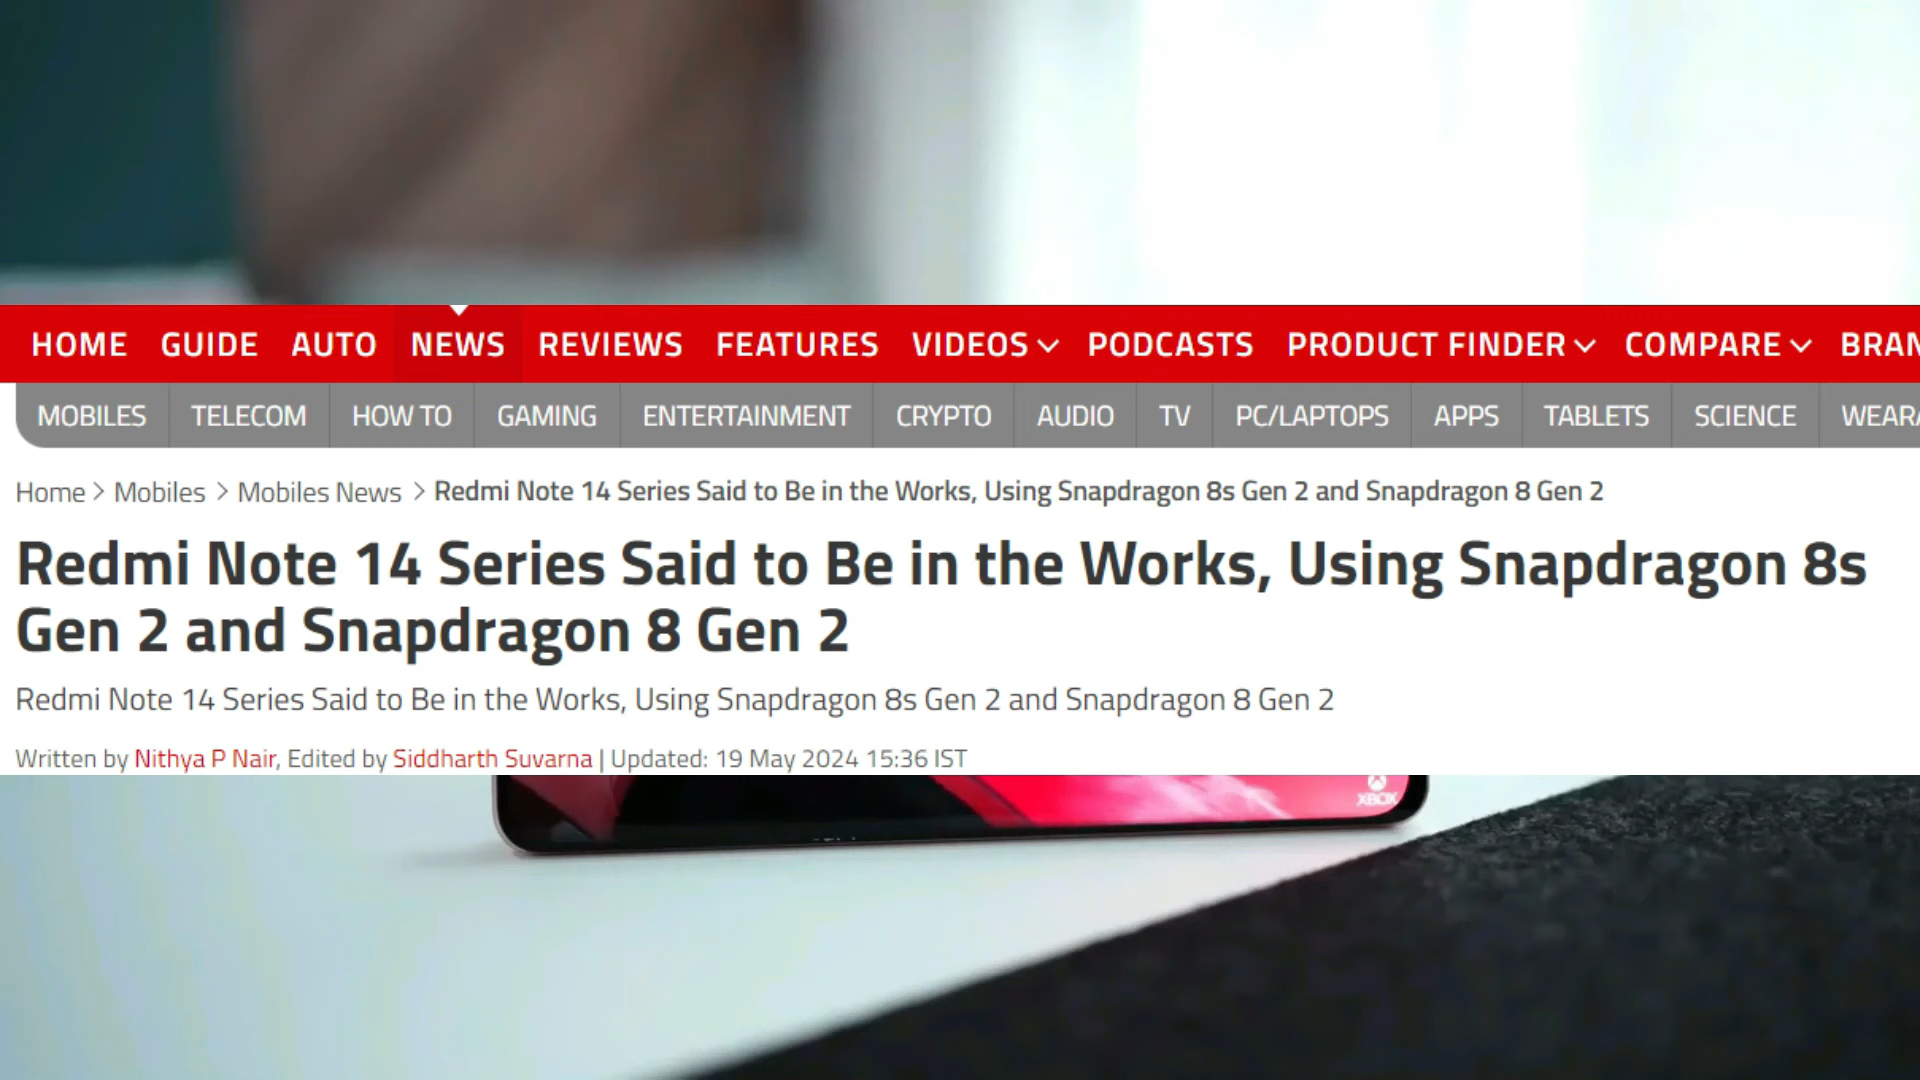 HOME GUIDE AUTO NEWS REVIEWS FEATURES VIDEOS PODCASTS PRODUCT FINDER COMPARE BRAN
MOBILES TELECOM HOW TO GAMING ENTERTAINMENT CRYPTO AUDIO TV PC/LAPTOPS APPS TABLETS SCIENCE WEARA
Home > Mobiles > Mobiles News > Redmi Note 14 Series Said to Be in the Works, Using Snapdragon 8s Gen 2 and Snapdragon 8 Gen 2
Redmi Note 14 Series Said to Be in the Works, Using Snapdragon 8s
Gen 2 and Snapdragon 8 Gen 2
Redmi Note 14 Series Said to Be in the Works, Using Snapdragon 8s Gen 2 and Snapdragon 8 Gen 2
Written by Nithya P Nair, Edited by Siddharth Suvarna | Updated: 19 May 2024 15:36 IST
XBOX